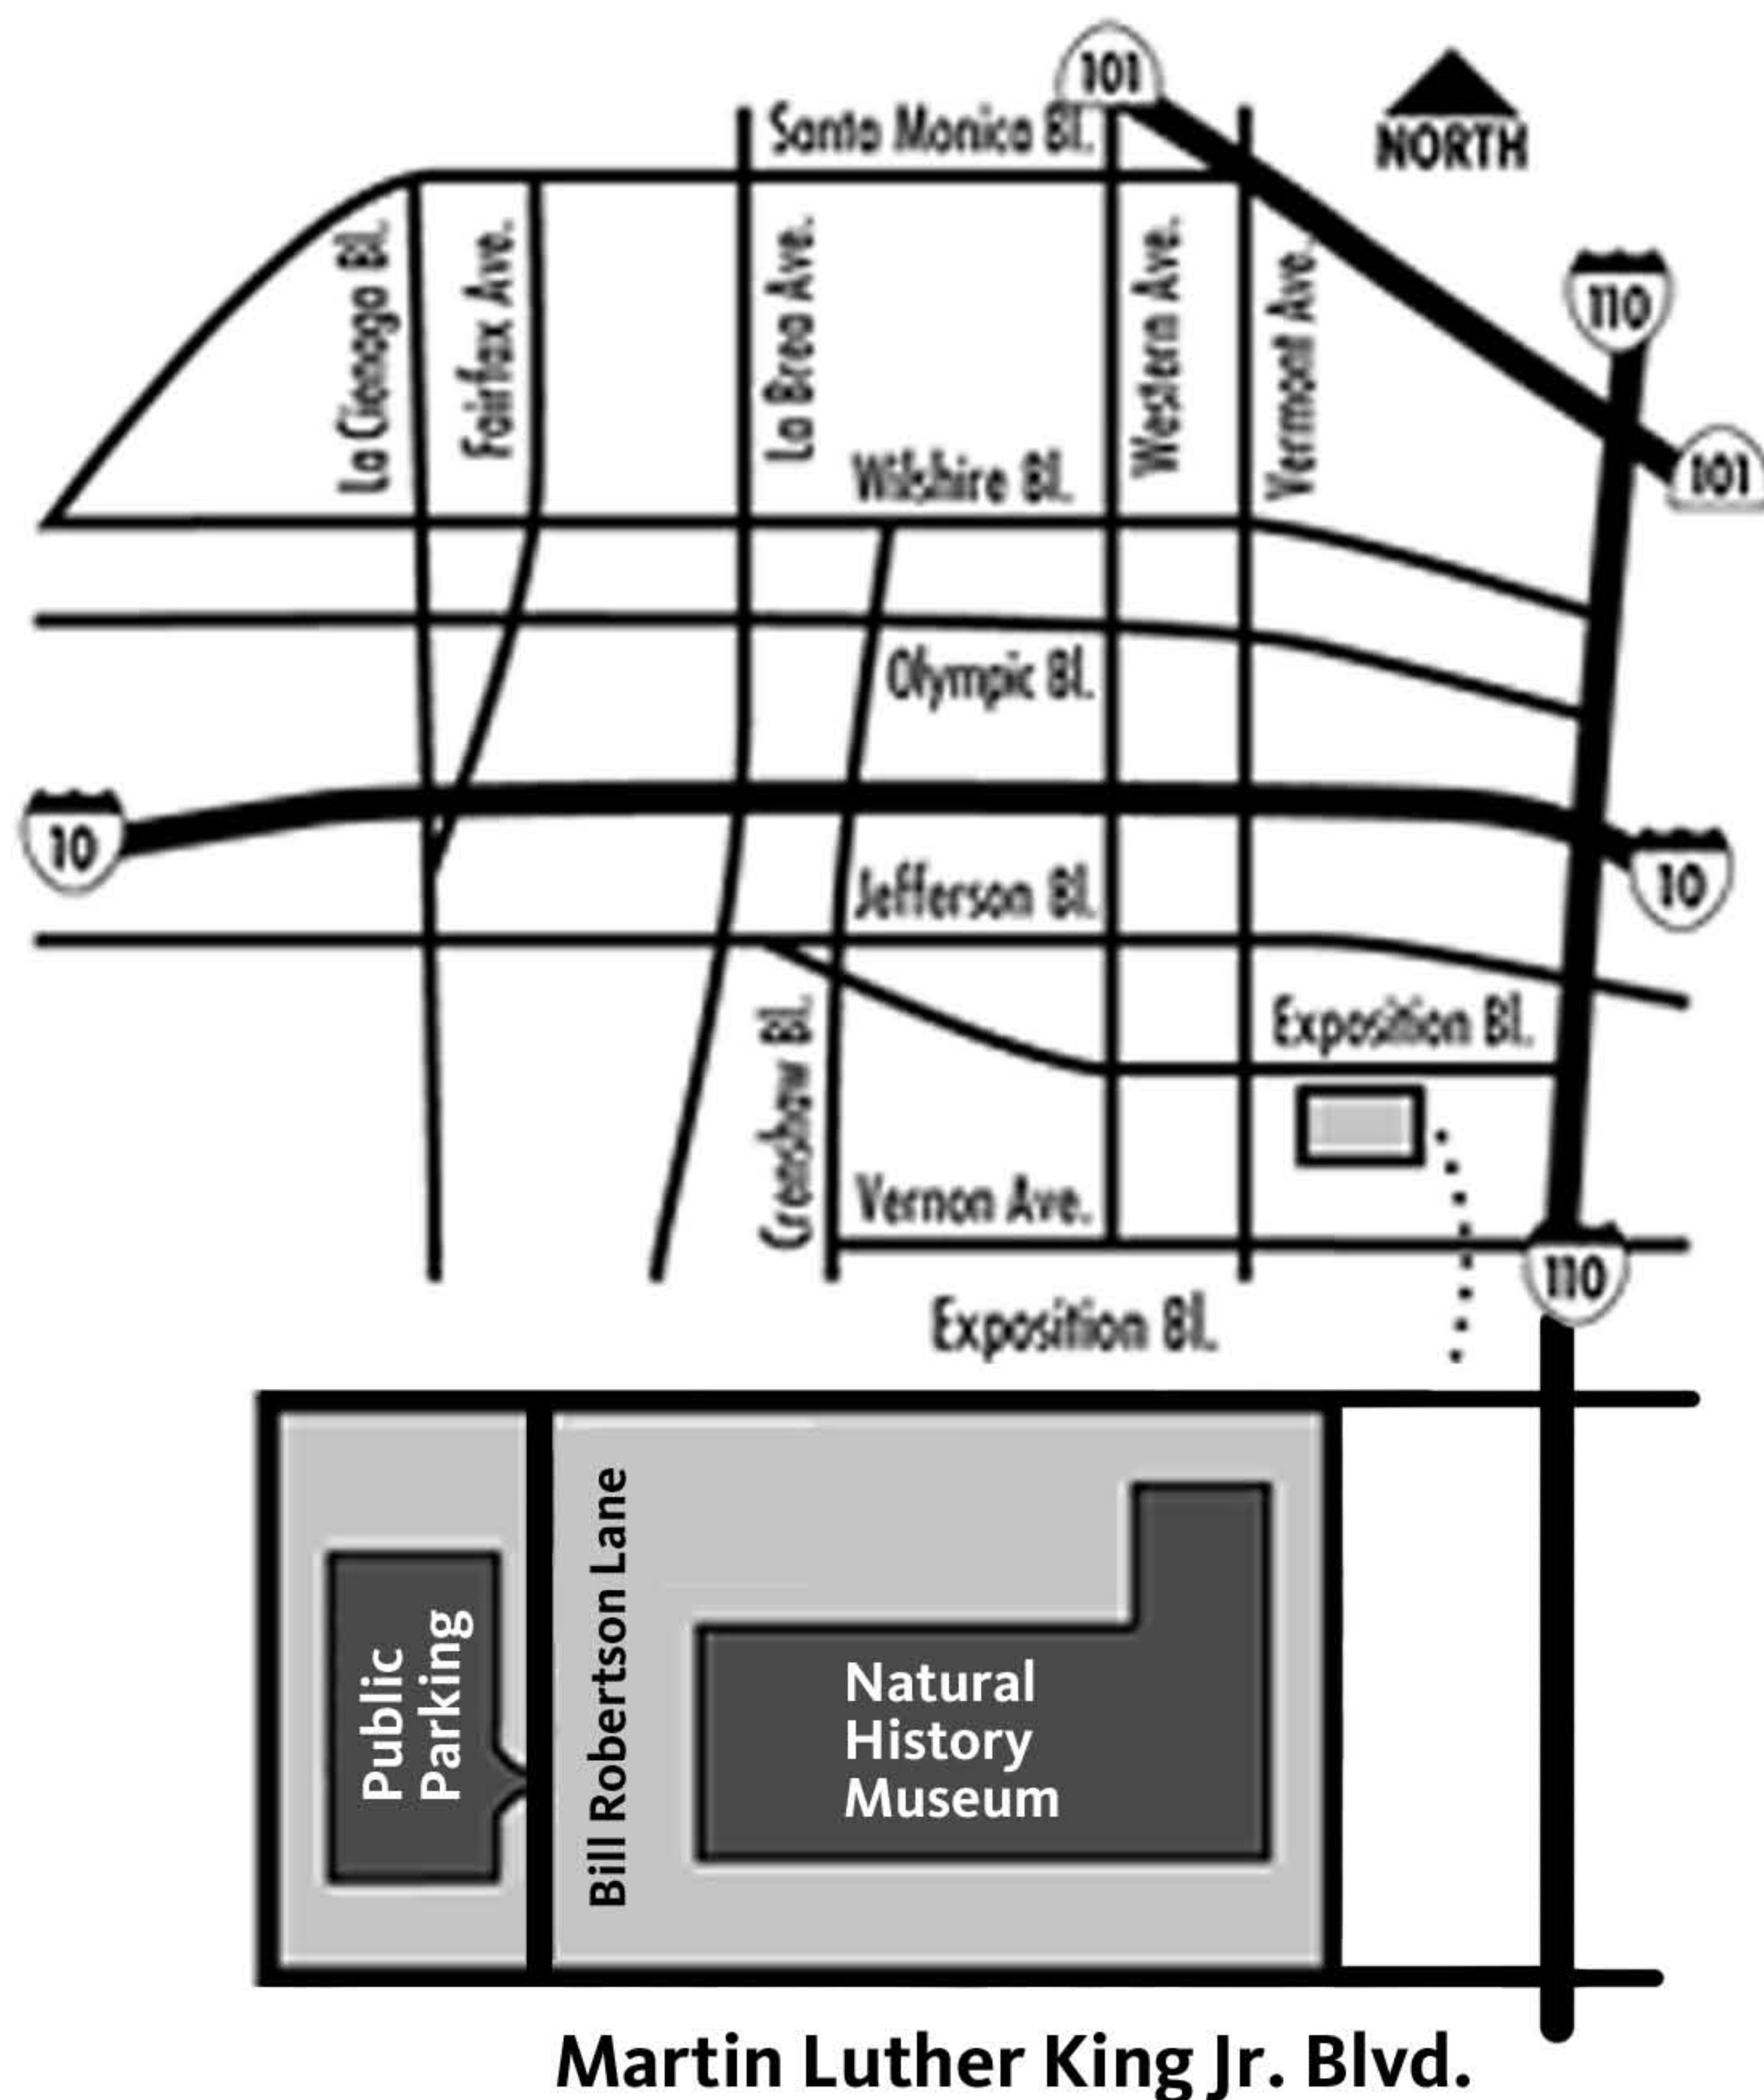 101
NORTH
Santa Monica Bl.
110
La Cienaga Bl.
Fairfax Ave.
La Brea Ave.
Western Ave.
Vermont Ave.
101
Wilshire Bl.
Olympic Bl.
10
10
Jefferson Bl.
Crenshaw Bl.
Exposition Bl.
Vernon Ave.
110
Exposition Bl.
Public
Parking
Bill Robertson Lane
Natural
History
Museum
Martin Luther King Jr. Blvd.